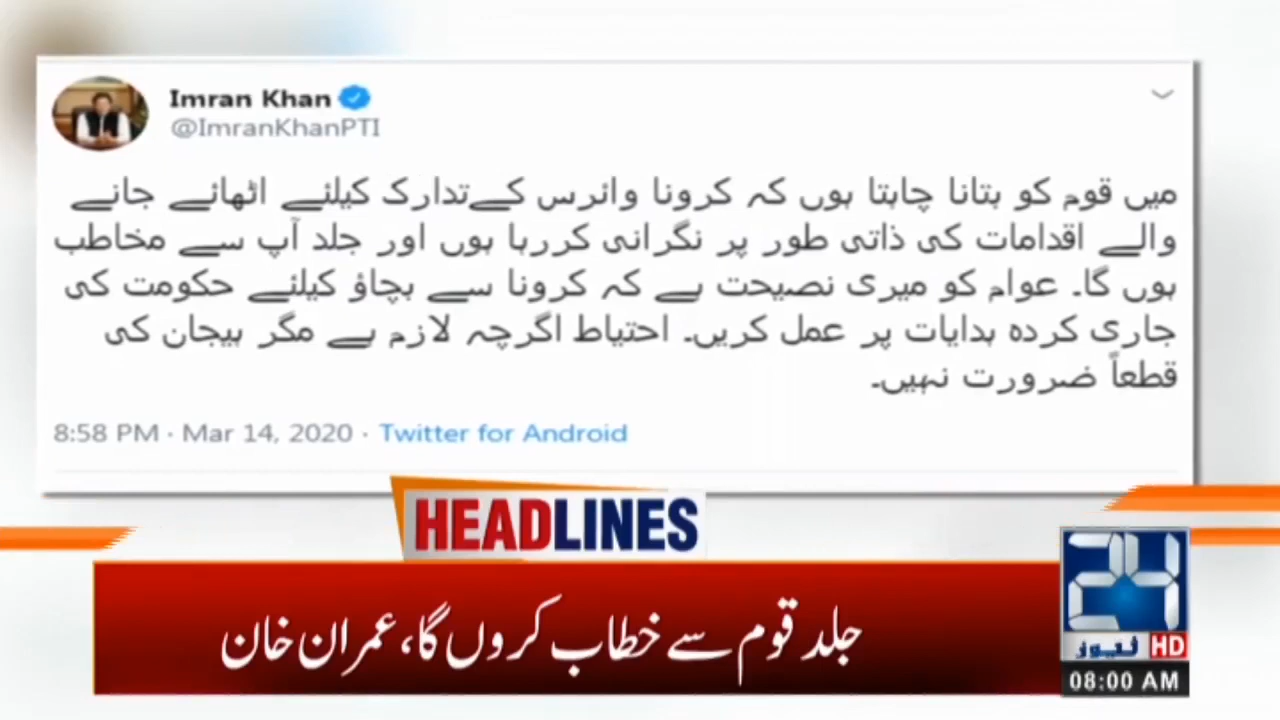 Imran Khan
@ImranKhanPTI
میں قوم کو بتانا چاہتا ہوں کہ کرونا وائرس کےتدارک کیلئے اٹھائے جانے
والے اقدامات کی ذاتی طور پر نگرانی کررہا ہوں اور جلد آپ سے مخاطب
ہوں گا۔ عوام کو میری نصیحت ہے کہ کرونا سے بچاؤ کیلئے حکومت کی
جاری کردہ ہدایات پر عمل کریں۔ احتیاط اگرچہ لازم ہے مگر ہیجان کی
قطعاً ضرورت نہیں۔
8:58 PM · Mar 14, 2020 · Twitter for Android
HEADLINES
جلد قوم سے خطاب کروں گا، عمران خان
24
نیوز HD
08:00 AM